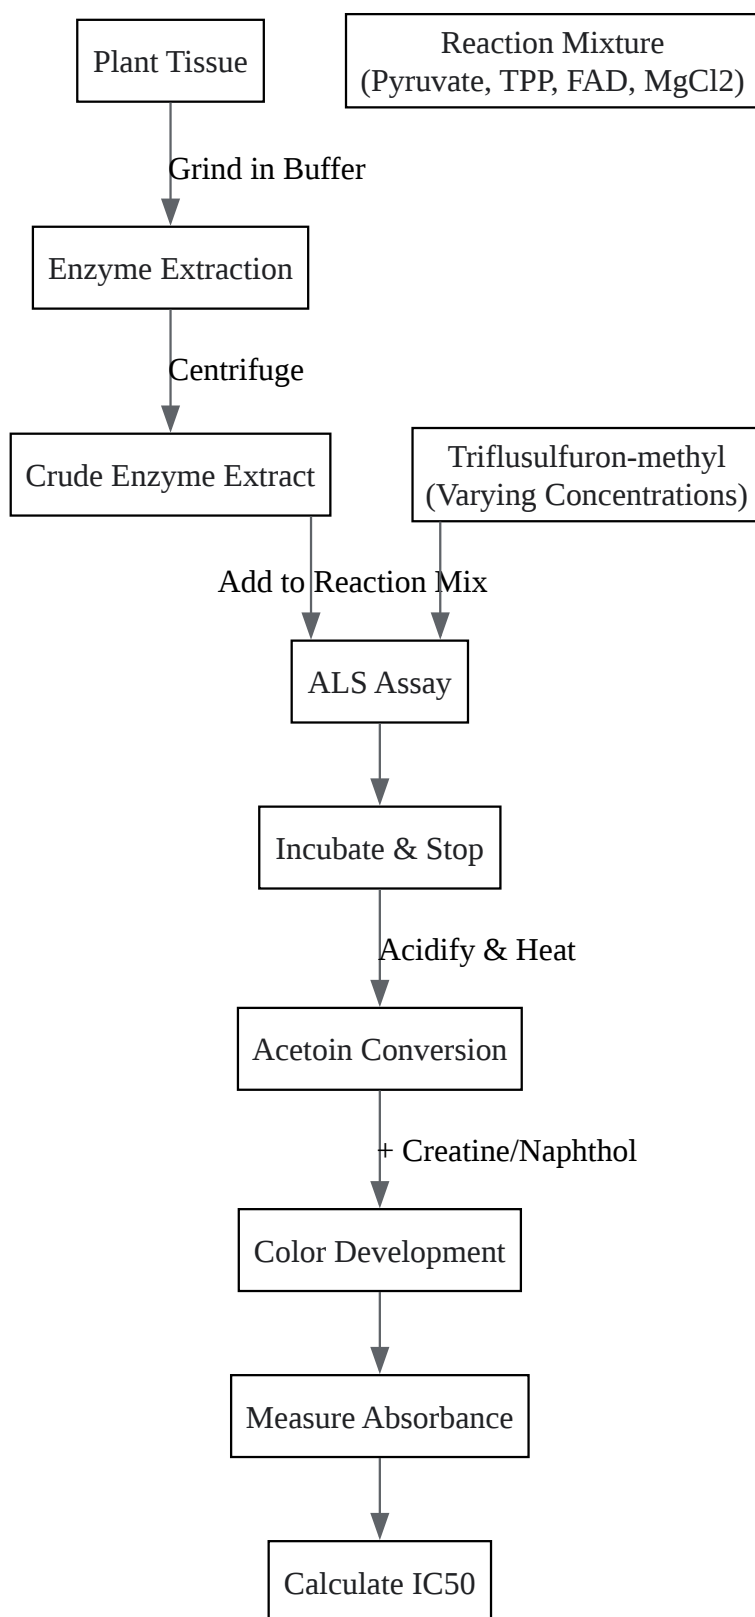 Plant Tissue
Reaction Mixture
(Pyruvate, TPP, FAD, MgCl2)
Grind in Buffer
Enzyme Extraction
Centrifuge
Crude Enzyme Extract
Triflusulfuron-methyl
(Varying Concentrations)
Add to Reaction Mix
ALS Assay
Incubate & Stop
Acidify & Heat
Acetoin Conversion
+ Creatine/Naphthol
Color Development
Measure Absorbance
Calculate IC50